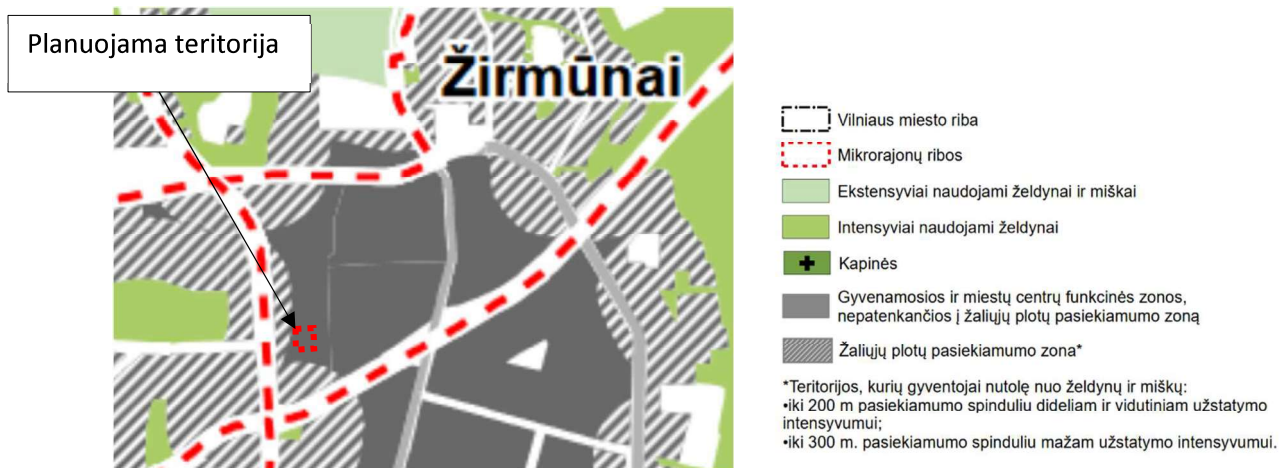 Planuojama teritorija
Žirmūnai
Vilniaus miesto riba
Mikrorajonų ribos
Ekstensyviai naudojami želdynai ir miškai
Intensyviai naudojami želdynai
Kapinės
Gyvenamosios ir miestų centrų funkcinės zonos,
nepatenkančios į žaliųjų plotų pasiekiamumo zoną
Žaliųjų plotų pasiekiamumo zona*
*Teritorijos, kurių gyventojai nutolę nuo želdynų ir miškų:
•iki 200 m pasiekiamumo spinduliu dideliam ir vidutiniam užstatymo
intensyvumui;
•iki 300 m. pasiekiamumo spinduliu mažam užstatymo intensyvumui.